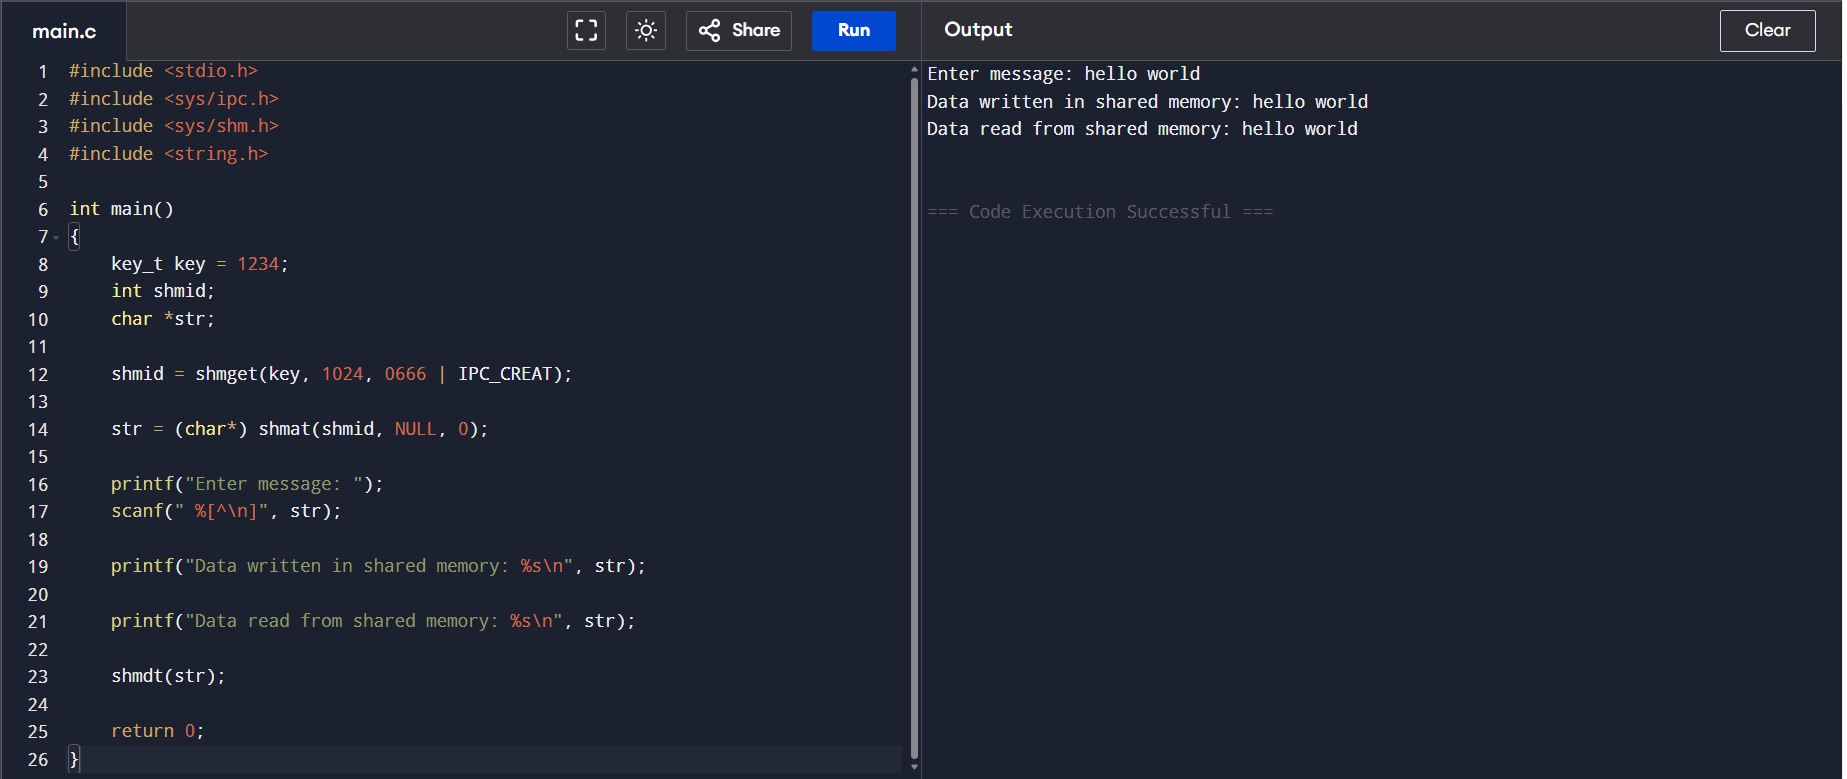 main.c
Share
Run
Output
Clear
1 #include <stdio.h>
2 #include <sys/ipc.h>
3 #include <sys/shm.h>
4 #include <string.h>
5
6 int main()
7 {
8     key_t key = 1234;
9     int shmid;
10     char *str;
11
12     shmid = shmget(key, 1024, 0666 | IPC_CREAT);
13
14     str = (char*) shmat(shmid, NULL, 0);
15
16     printf("Enter message: ");
17     scanf(" %[^\n]", str);
18
19     printf("Data written in shared memory: %s\n", str);
20
21     printf("Data read from shared memory: %s\n", str);
22
23     shmdt(str);
24
25     return 0;
26 }
Enter message: hello world
Data written in shared memory: hello world
Data read from shared memory: hello world
=== Code Execution Successful ===